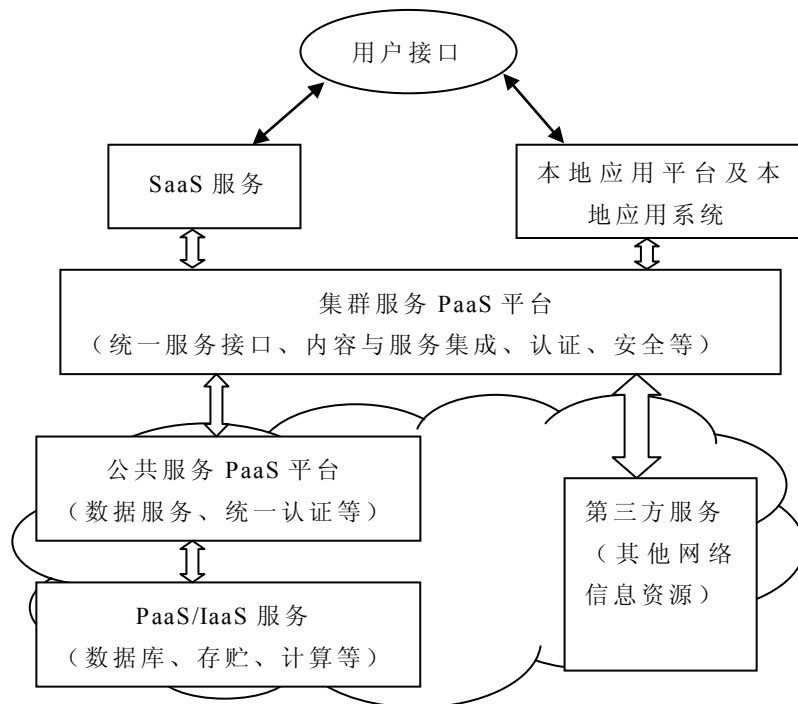 用户接口
SaaS 服务
本地应用平台及本
地应用系统
集群服务 PaaS 平台
（统一服务接口、内容与服务集成、认证、安全等）
公共服务 PaaS 平台
（数据服务、统一认证等）
第三方服务
（其他网络
信息资源）
PaaS/IaaS 服务
（数据库、存贮、计算等）